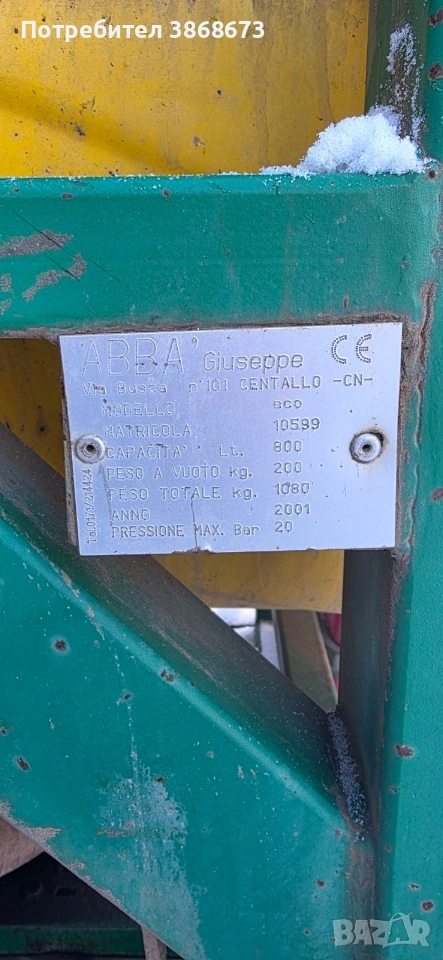 Потребител 3868673
ABBA' Giuseppe CE
Via Busca n°101 CENTALLO -CN-
MODELLO eco
MATRICOLA 10599
CAPACITA' Lt. 800
PESO A VUOTO kg. 200
PESO TOTALE kg. 1080
ANNO 2001
PRESSIONE MAX. Bar 20
BAZAR